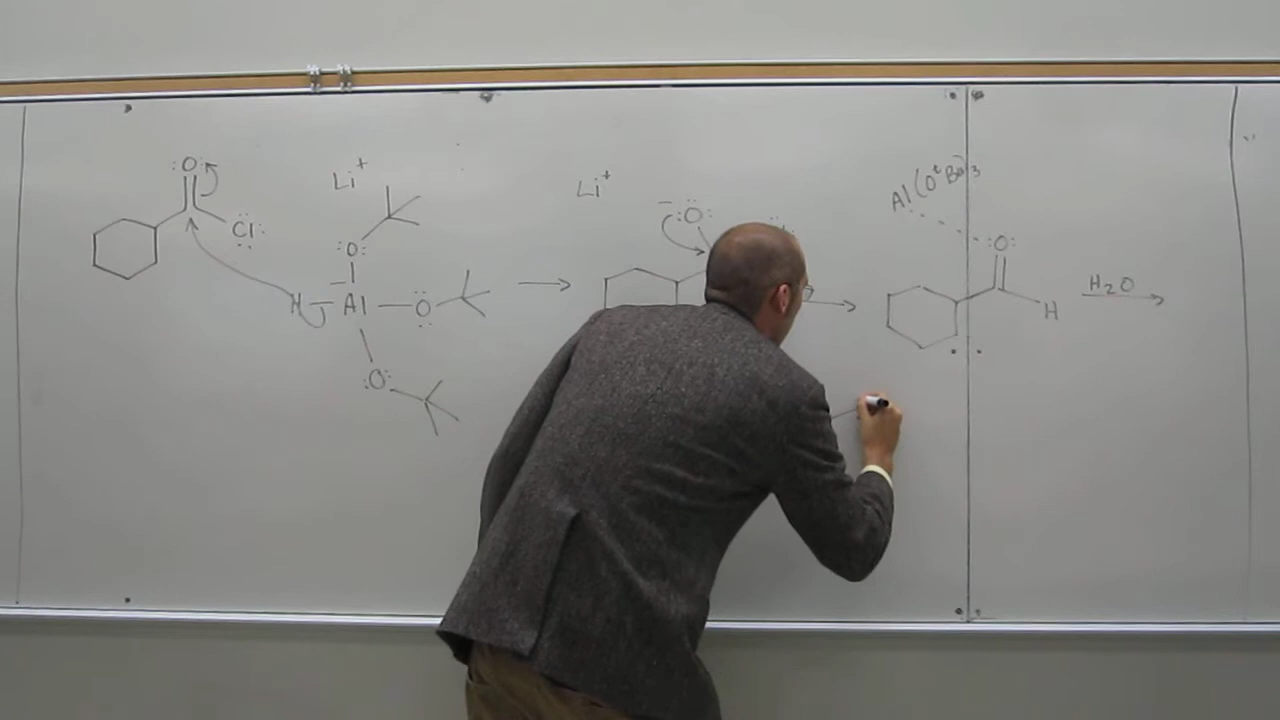 :O:
Cl
Li+
:O:
H – Al – O
:O:
Li+
– :O:
Al(OtBu)3
:O:
H
H2O